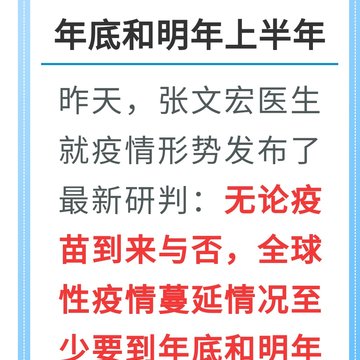 年底和明年上半年
昨天，张文宏医生
就疫情形势发布了
最新研判：无论疫
苗到来与否，全球
性疫情蔓延情况至
少要到年底和明年